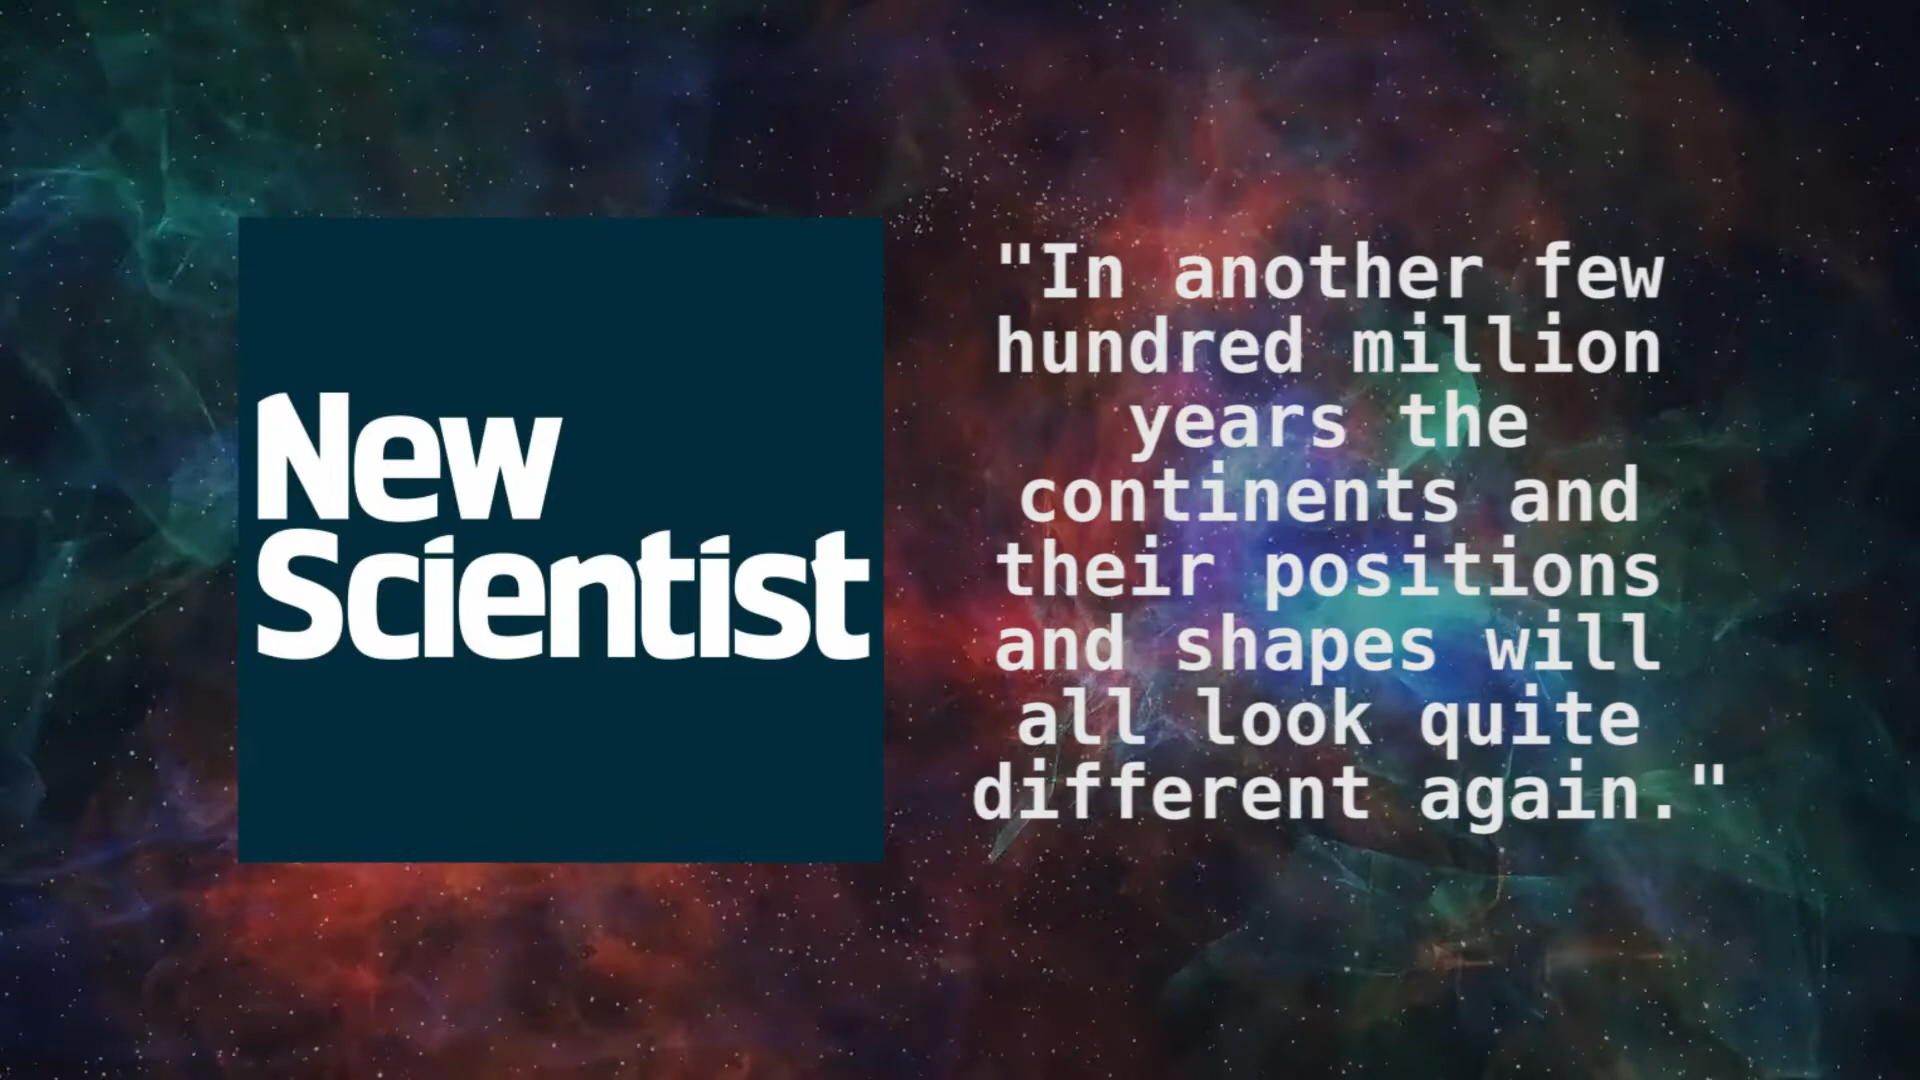 New
Scientist
"In another few
hundred million
years the
continents and
their positions
and shapes will
all look quite
different again."